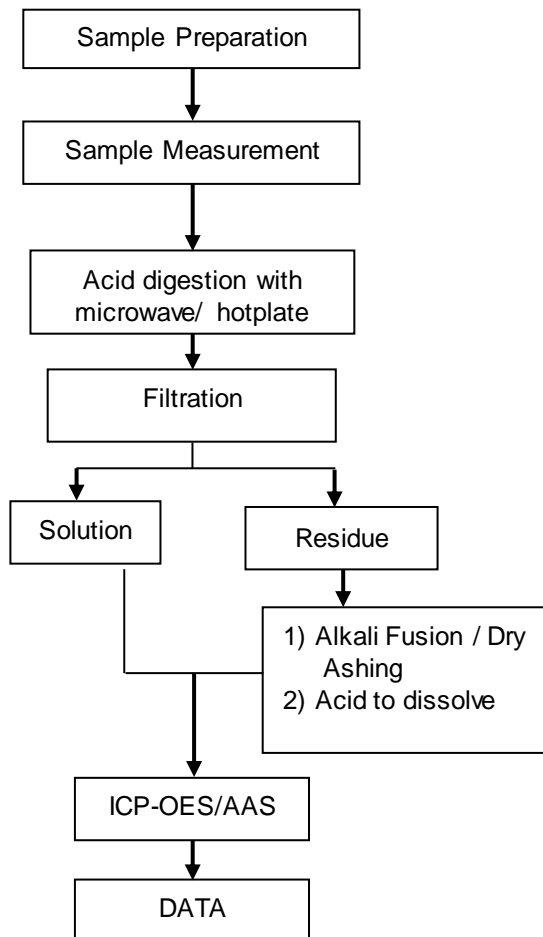 Sample Preparation
Sample Measurement
Acid digestion with
microwave/ hotplate
Filtration
Solution
Residue
1) Alkali Fusion / Dry
Ashing
2) Acid to dissolve
ICP-OES/AAS
DATA